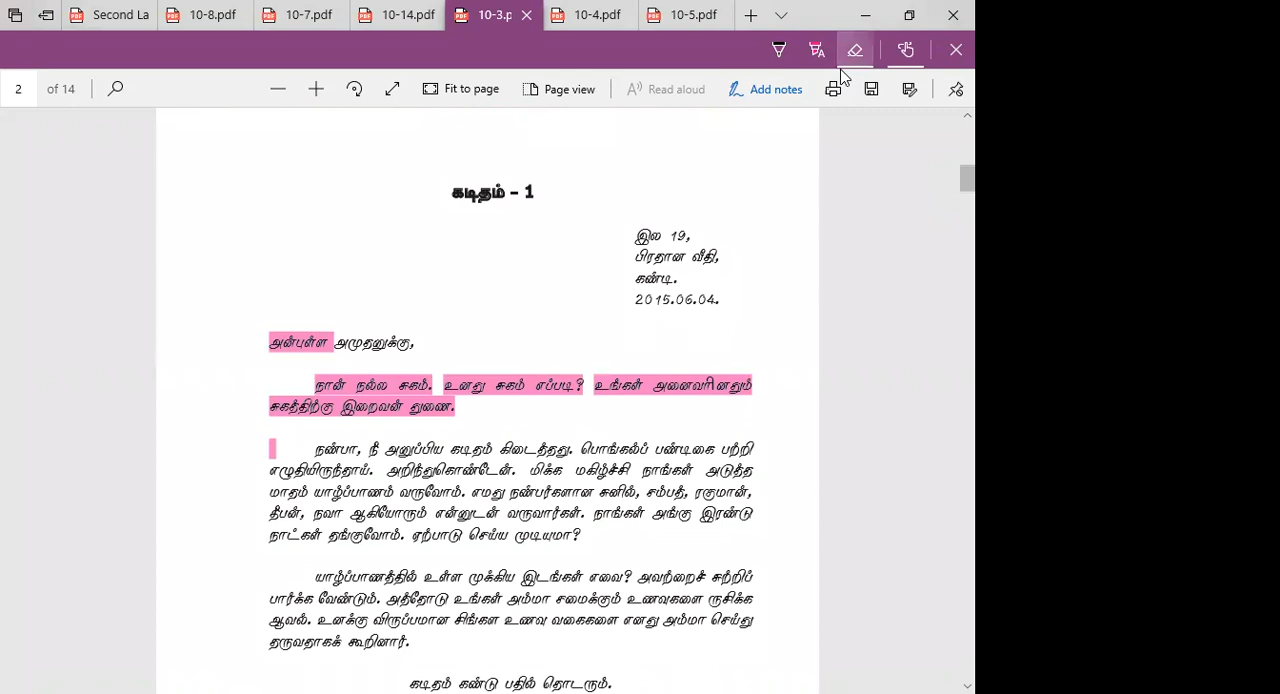 Second La 10-8.pdf 10-7.pdf 10-14.pdf 10-3.p 10-4.pdf 10-5.pdf
2 of 14 Fit to page Page view Read aloud Add notes
கடிதம் – 1
இல 19,
பிரதான வீதி,
கண்டி.
2015.06.04.
அன்புள்ள அமுதனுக்கு,
நான் நல்ல சுகம். உனது சுகம் எப்படி? உங்கள் அனைவரினதும்
சுகத்திற்கு இறைவன் துணை.
நண்பா, நீ அனுப்பிய கடிதம் கிடைத்தது. பொங்கல்ப் பண்டிகை பற்றி
எழுதியிருந்தாய். அறிந்துகொண்டேன். மிக்க மகிழ்ச்சி நாங்கள் அடுத்த
மாதம் யாழ்ப்பாணம் வருவோம். எமது நண்பர்களான சுனில், சம்பத், ரகுமான்,
தீபன், நவா ஆகியோரும் என்னுடன் வருவார்கள். நாங்கள் அங்கு இரண்டு
நாட்கள் தங்குவோம். ஏற்பாடு செய்ய முடியுமா?
யாழ்ப்பாணத்தில் உள்ள முக்கிய இடங்கள் எவை? அவற்றைச் சுற்றிப்
பார்க்க வேண்டும். அத்தோடு உங்கள் அம்மா சமைக்கும் உணவுகளை ருசிக்க
ஆவல். உனக்கு விருப்பமான சிங்கள உணவு வகைகளை எனது அம்மா செய்து
தருவதாகக் கூறினார்.
கடிதம் கண்டு பதில் தொடரும்.